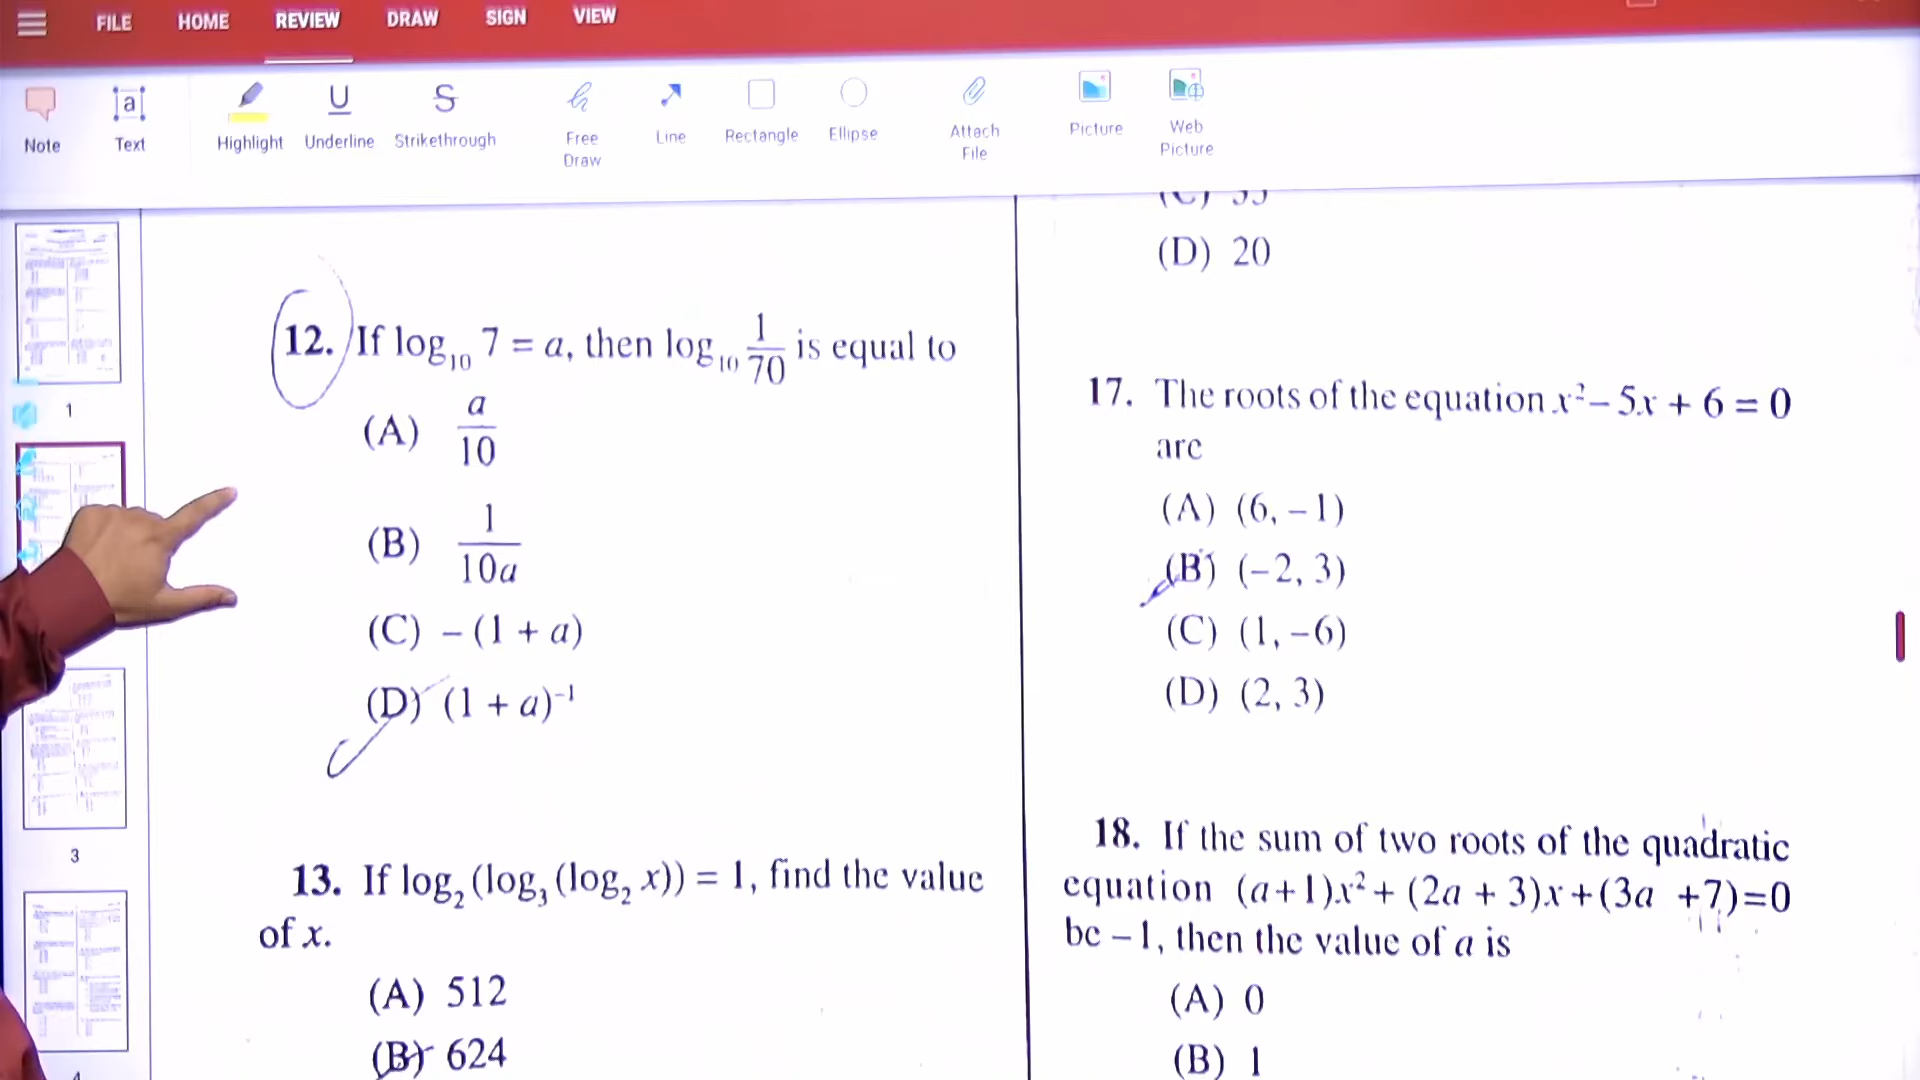 FILE HOME REVIEW DRAW SIGN VIEW
Note Text Highlight Underline Strikethrough Free Draw Line Rectangle Ellipse Attach File Picture Web Picture
1
3
12. If log₁₀ 7 = a, then log₁₀ 1/70 is equal to
(A) a/10
(B) 1/10a
(C) – (1 + a)
(D) (1 + a)⁻¹
13. If log₂ (log₃ (log₂ x)) = 1, find the value
of x.
(A) 512
(B) 624
(D) 20
17. The roots of the equation x² – 5x + 6 = 0
are
(A) (6, –1)
(B) (–2, 3)
(C) (1, –6)
(D) (2, 3)
18. If the sum of two roots of the quadratic
equation (a+1)x² + (2a + 3)x + (3a +7)=0
be –1, then the value of a is
(A) 0
(B) 1